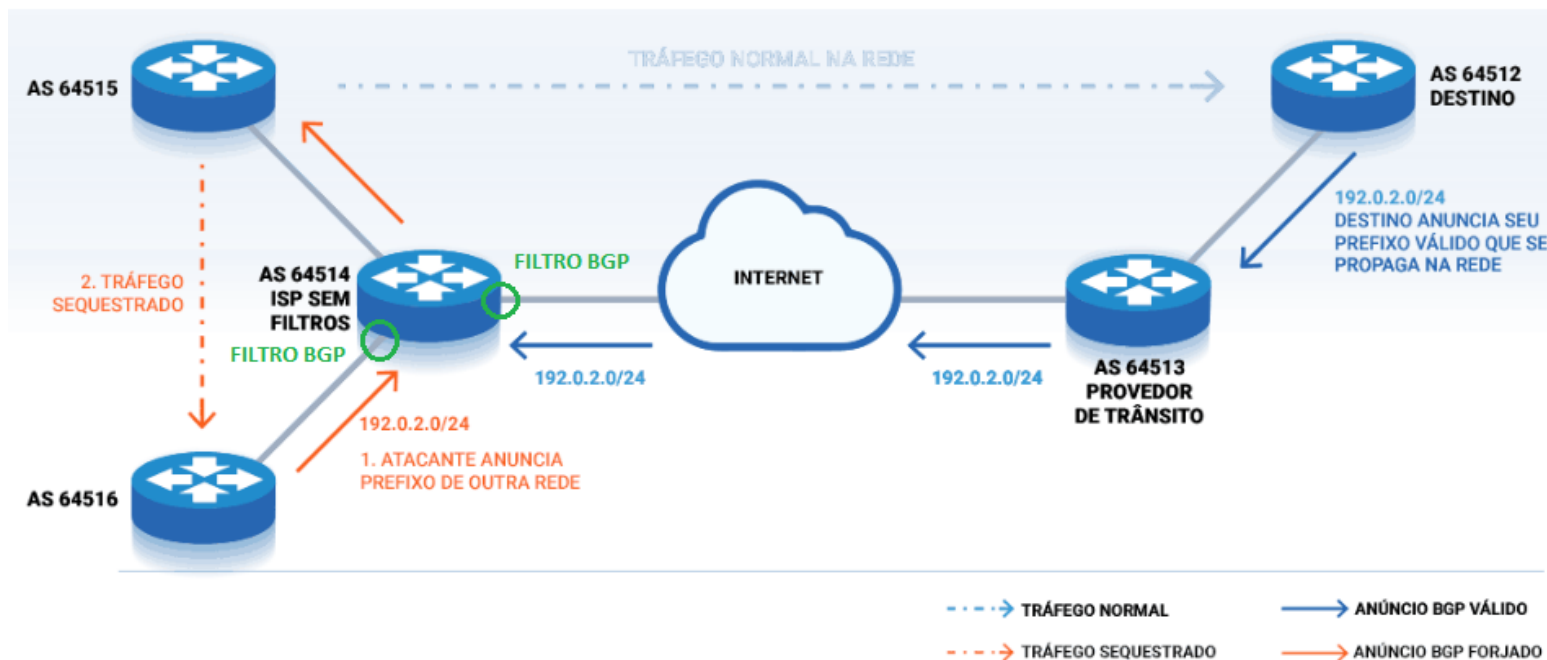 TRÁFEGO NORMAL NA REDE
AS 64515
AS 64512
DESTINO
192.0.2.0/24
DESTINO ANUNCIA SEU
PREFIXO VÁLIDO QUE SE
PROPAGA NA REDE
2. TRÁFEGO
SEQUESTRADO
AS 64514
ISP SEM
FILTROS
FILTRO BGP
FILTRO BGP
INTERNET
192.0.2.0/24
192.0.2.0/24
AS 64513
PROVEDOR
DE TRÂNSITO
192.0.2.0/24
1. ATACANTE ANUNCIA
PREFIXO DE OUTRA REDE
AS 64516
TRÁFEGO NORMAL
ANÚNCIO BGP VÁLIDO
TRÁFEGO SEQUESTRADO
ANÚNCIO BGP FORJADO